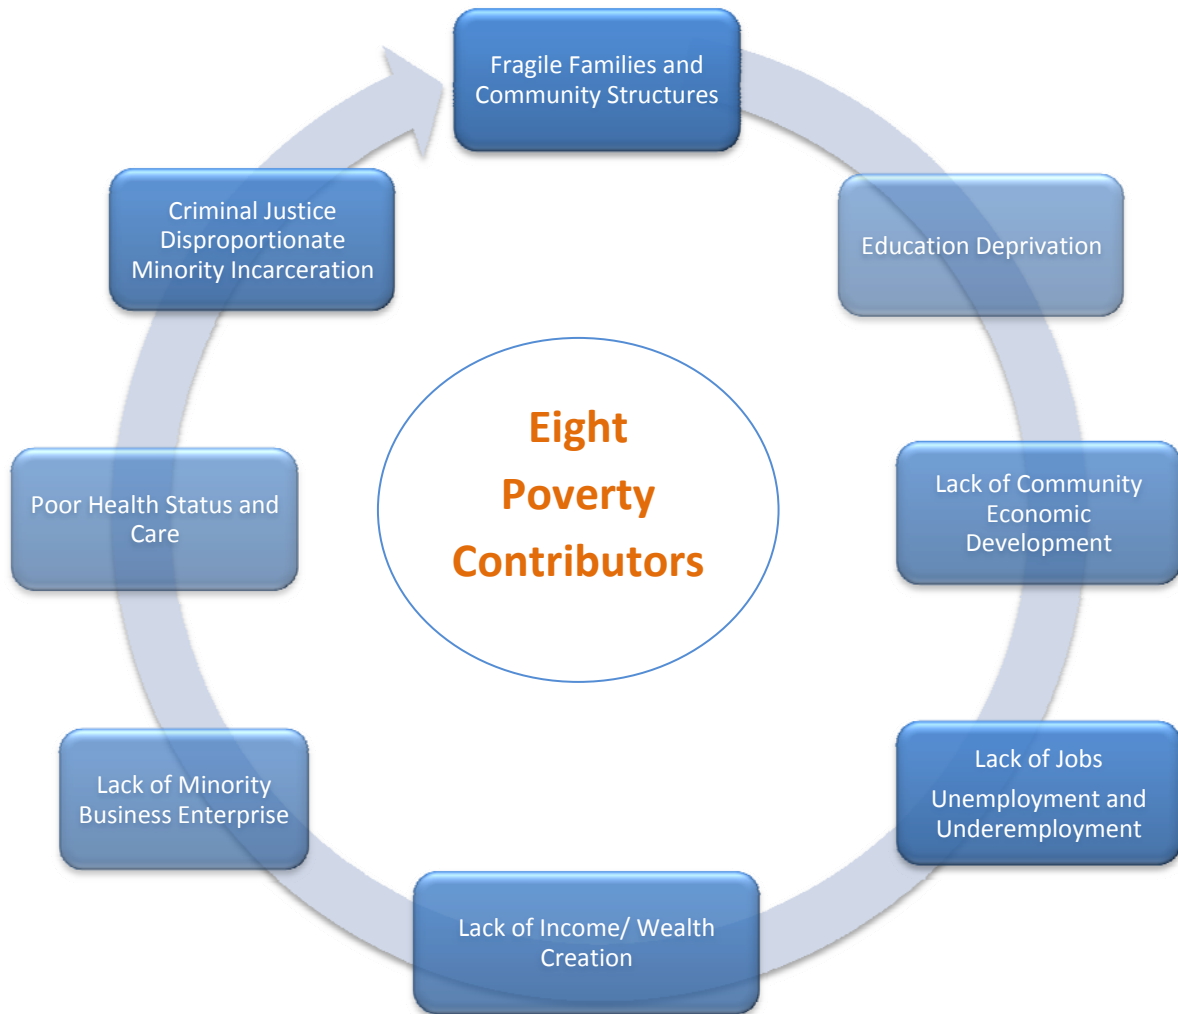 Fragile Families and
Community Structures
Education Deprivation
Lack of Community
Economic
Development
Lack of Jobs
Unemployment and
Underemployment
Lack of Income/ Wealth
Creation
Lack of Minority
Business Enterprise
Poor Health Status and
Care
Criminal Justice
Disproportionate
Minority Incarceration
Eight
Poverty
Contributors